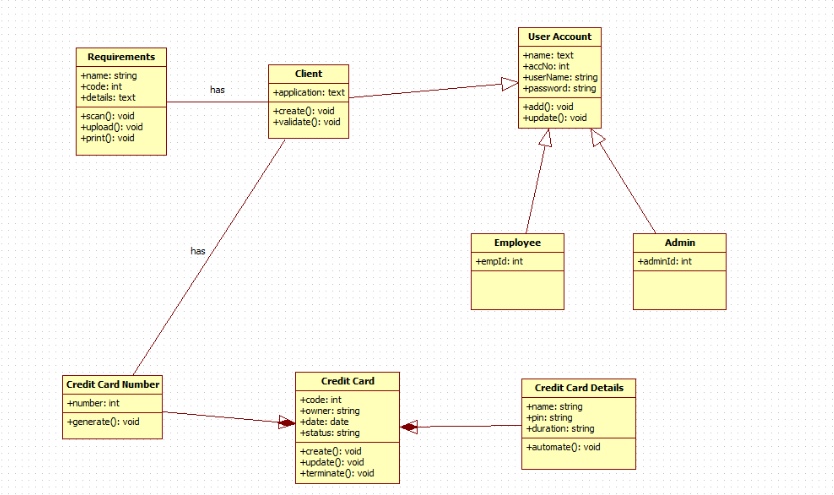 Requirements
+name: string
+code: int
+details: text
+scan(): void
+upload(): void
+print(): void
has
Client
+application: text
+create(): void
+validate(): void
User Account
+name: text
+accNo: int
+userName: string
+password: string
+add(): void
+update(): void
Employee
+empId: int
Admin
+adminId: int
has
Credit Card Number
+number: int
+generate(): void
Credit Card
+code: int
+owner: string
+date: date
+status: string
+create(): void
+update(): void
+terminate(): void
Credit Card Details
+name: string
+pin: string
+duration: string
+automate(): void